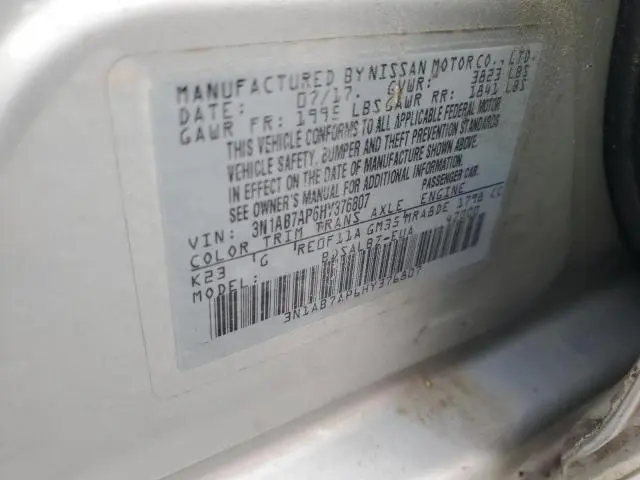 MANUFACTURED BY NISSAN MOTOR CO., LTD.
DATE: 07/17. GVWR: 3823 LBS
GAWR FR: 1995 LBS GAWR RR: 1841 LBS
THIS VEHICLE CONFORMS TO ALL APPLICABLE FEDERAL MOTOR
VEHICLE SAFETY, BUMPER AND THEFT PREVENTION STANDARDS
IN EFFECT ON THE DATE OF MANUFACTURE SHOWN ABOVE.
SEE OWNER'S MANUAL FOR ADDITIONAL INFORMATION
VIN: 3N1AB7AP6HY376807 PASSENGER CAR
COLOR TRIM TRANS AXLE ENGINE
K23 G RE0F11A GM35 MRA8DE 1798 CC
MODEL:
3N1AB7AP6HY376807